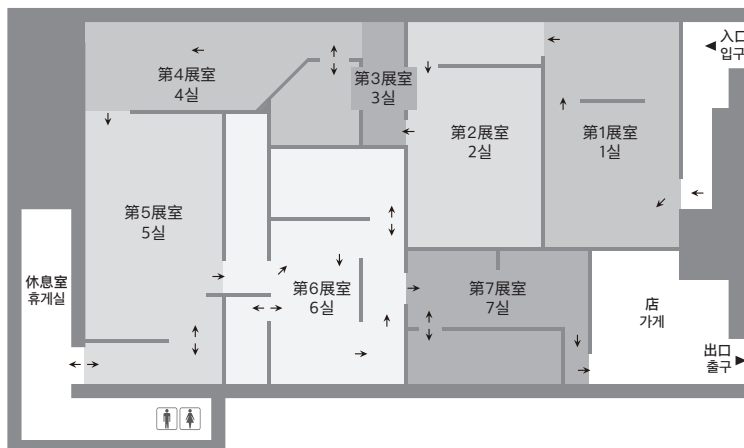 入口
입구
第1展室
1실
第2展室
2실
第3展室
3실
第4展室
4실
第5展室
5실
第6展室
6실
第7展室
7실
休息室
휴게실
店
가게
出口
출구